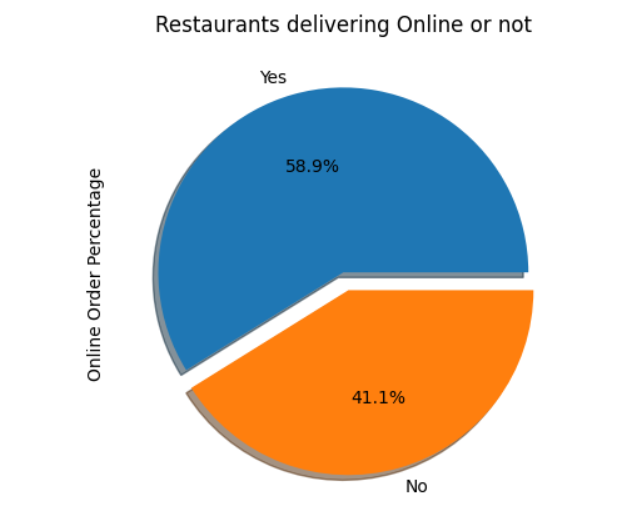 Restaurants delivering Online or not
Yes
58.9%
Online Order Percentage
41.1%
No